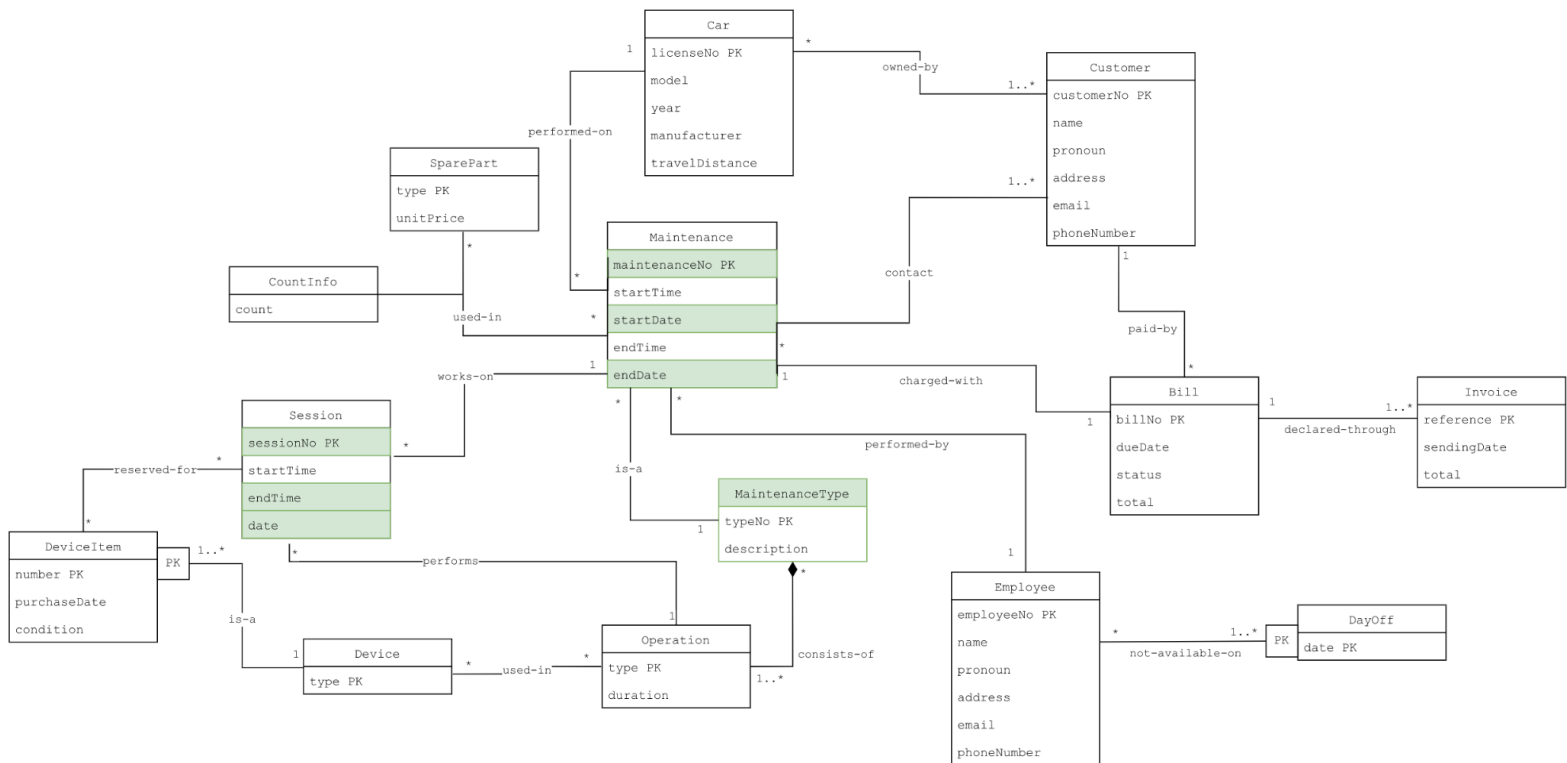 Car
licenseNo PK
model
year
manufacturer
travelDistance
1
*
owned-by
1..*
Customer
customerNo PK
name
pronoun
address
email
phoneNumber
performed-on
*
SparePart
type PK
unitPrice
*
CountInfo
count
used-in
*
Maintenance
maintenanceNo PK
startTime
startDate
endTime
endDate
1..*
contact
*
1
paid-by
*
1
charged-with
1
Bill
billNo PK
dueDate
status
total
1
declared-through
1..*
Invoice
reference PK
sendingDate
total
1
works-on
*
Session
sessionNo PK
startTime
endTime
date
*
reserved-for
*
*
is-a
1
MaintenanceType
typeNo PK
description
*
performed-by
1
DeviceItem
number PK
purchaseDate
condition
PK
1..*
is-a
1
Device
type PK
*
used-in
*
*
performs
1
Operation
type PK
duration
*
consists-of
1..*
Employee
employeeNo PK
name
pronoun
address
email
phoneNumber
*
not-available-on
1..*
PK
DayOff
date PK